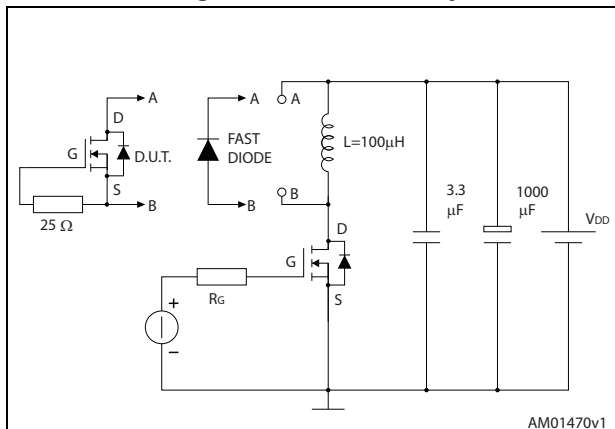 A
A
A
D
FAST
DIODE
L=100µH
G
D.U.T.
3.3
µF
1000
µF
S
B
B
B
VDD
25 Ω
D
G
S
RG
+
–
AM01470v1